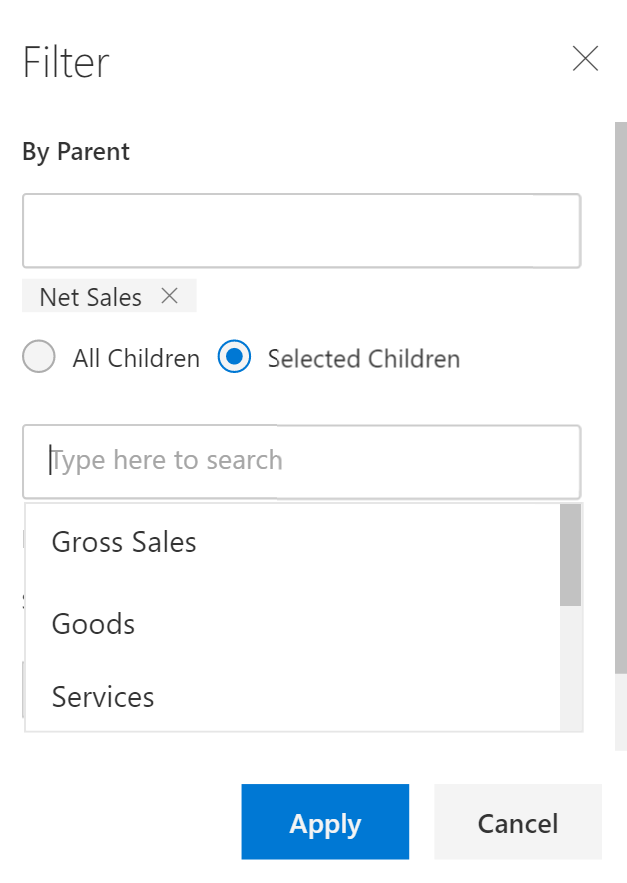 Filter
By Parent
Net Sales
All Children Selected Children
Type here to search
Gross Sales
Goods
Services
Apply Cancel